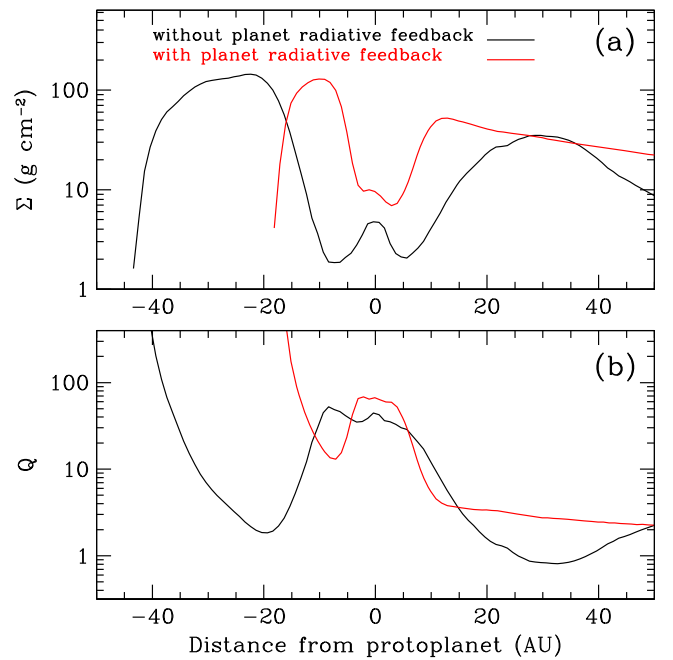 without planet radiative feedback
with planet radiative feedback
(a)
Σ (g cm⁻²)
100
10
1
−40 −20 0 20 40
(b)
Q
100
10
1
−40 −20 0 20 40
Distance from protoplanet (AU)